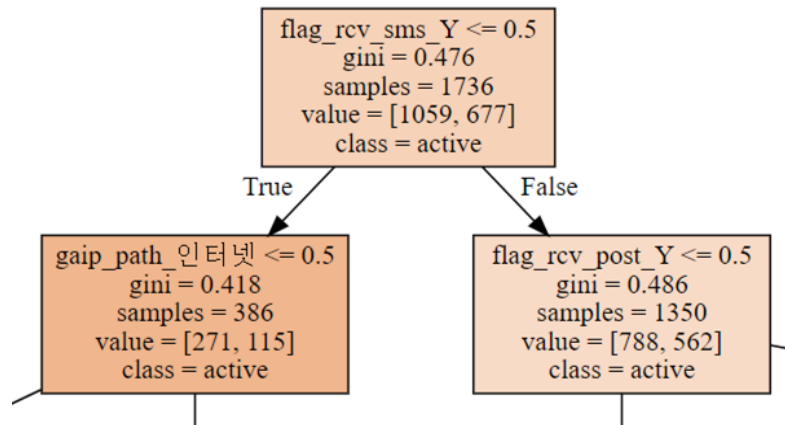 flag_rcv_sms_Y <= 0.5
gini = 0.476
samples = 1736
value = [1059, 677]
class = active
True
False
gaip_path_인터넷 <= 0.5
gini = 0.418
samples = 386
value = [271, 115]
class = active
flag_rcv_post_Y <= 0.5
gini = 0.486
samples = 1350
value = [788, 562]
class = active